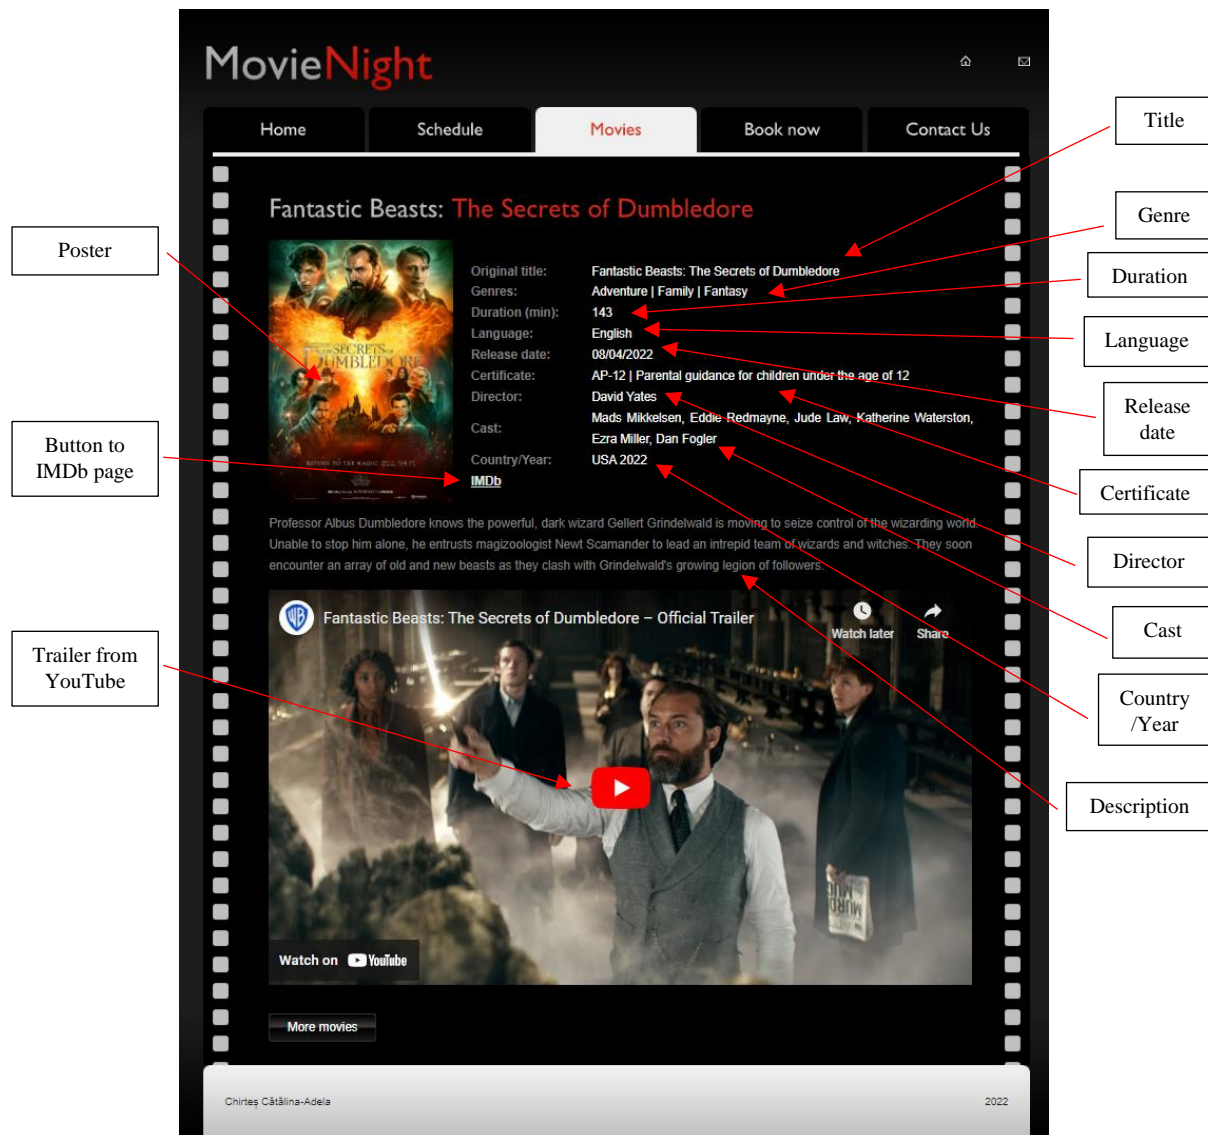 MovieNight
Home Schedule Movies Book now Contact Us
Title
Fantastic Beasts: The Secrets of Dumbledore
Genre
Poster
Original title: Fantastic Beasts: The Secrets of Dumbledore
Duration
Genres: Adventure | Family | Fantasy
Duration (min): 143
Language: English
Language
Release date: 08/04/2022
SECRETS OF
DUMBLEDORE
Certificate: AP-12 | Parental guidance for children under the age of 12
Director: David Yates
Release
date
Cast: Mads Mikkelsen, Eddie Redmayne, Jude Law, Katherine Waterston,
Ezra Miller, Dan Fogler
Button to
IMDb page
Country/Year: USA 2022
RETURN TO THE MAGIC
IMDb
Certificate
Professor Albus Dumbledore knows the powerful, dark wizard Gellert Grindelwald is moving to seize control of the wizarding world.
Unable to stop him alone, he entrusts magizoologist Newt Scamander to lead an intrepid team of wizards and witches. They soon
encounter an array of old and new beasts as they clash with Grindelwald's growing legion of followers.
Director
Fantastic Beasts: The Secrets of Dumbledore – Official Trailer
Watch later Share
Cast
Trailer from
YouTube
Country
/Year
Description
Watch on YouTube
More movies
Chirteș Cătălina-Adela 2022